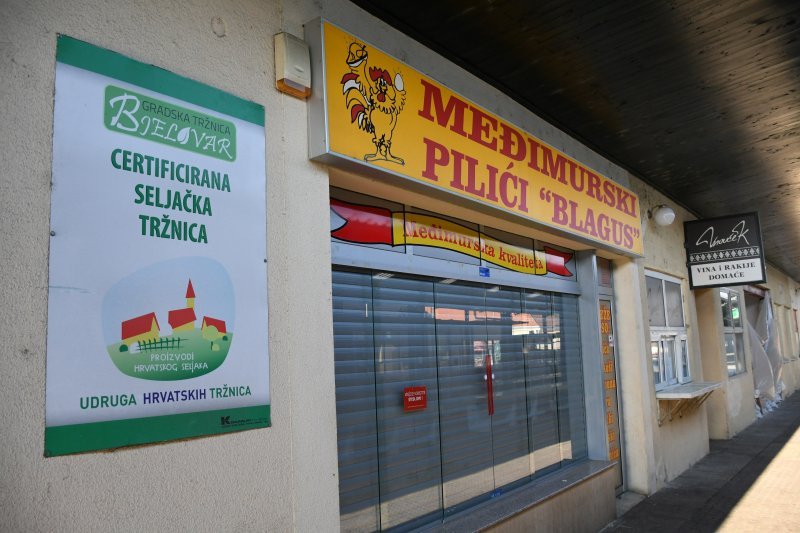 GRADSKA TRŽNICA
BJELOVAR
CERTIFICIRANA
SELJAČKA
TRŽNICA
PROIZVODI
HRVATSKOG SELJAKA
UDRUGA HRVATSKIH TRŽNICA
MEĐIMURSKI
PILIĆI "BLAGUS"
Međimurska kvaliteta
VINA I RAKIJE
DOMAĆE